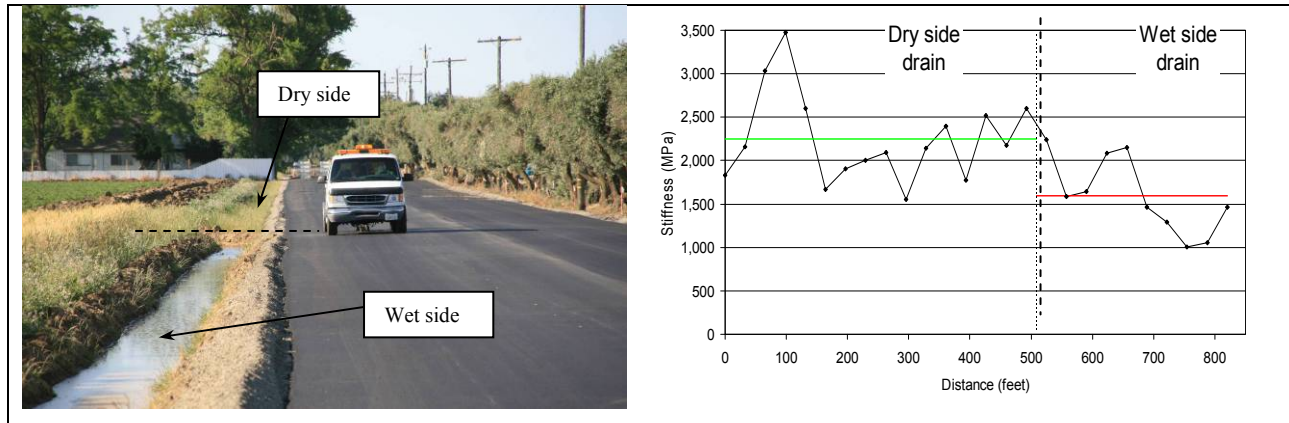 Dry side
Wet side
Dry side
drain
Wet side
drain
Stiffness (MPa)
3,500
3,000
2,500
2,000
1,500
1,000
500
0
0
100
200
300
400
500
600
700
800
Distance (feet)